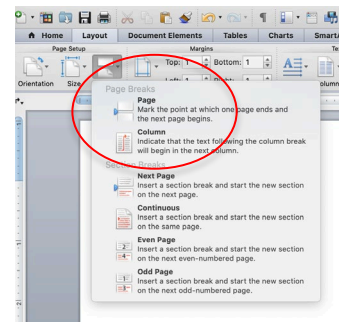 Home Layout Document Elements Tables Charts SmartA
Page Setup Margins Te
Orientation Size Top: 1 Bottom: 1
Page Breaks
Page
Mark the point at which one page ends and
the next page begins.
Column
Indicate that the text following the column break
will begin in the next column.
Section Breaks
Next Page
Insert a section break and start the new section
on the next page.
Continuous
Insert a section break and start the new section
on the same page.
Even Page
Insert a section break and start the new section
on the next even-numbered page.
Odd Page
Insert a section break and start the new section
on the next odd-numbered page.